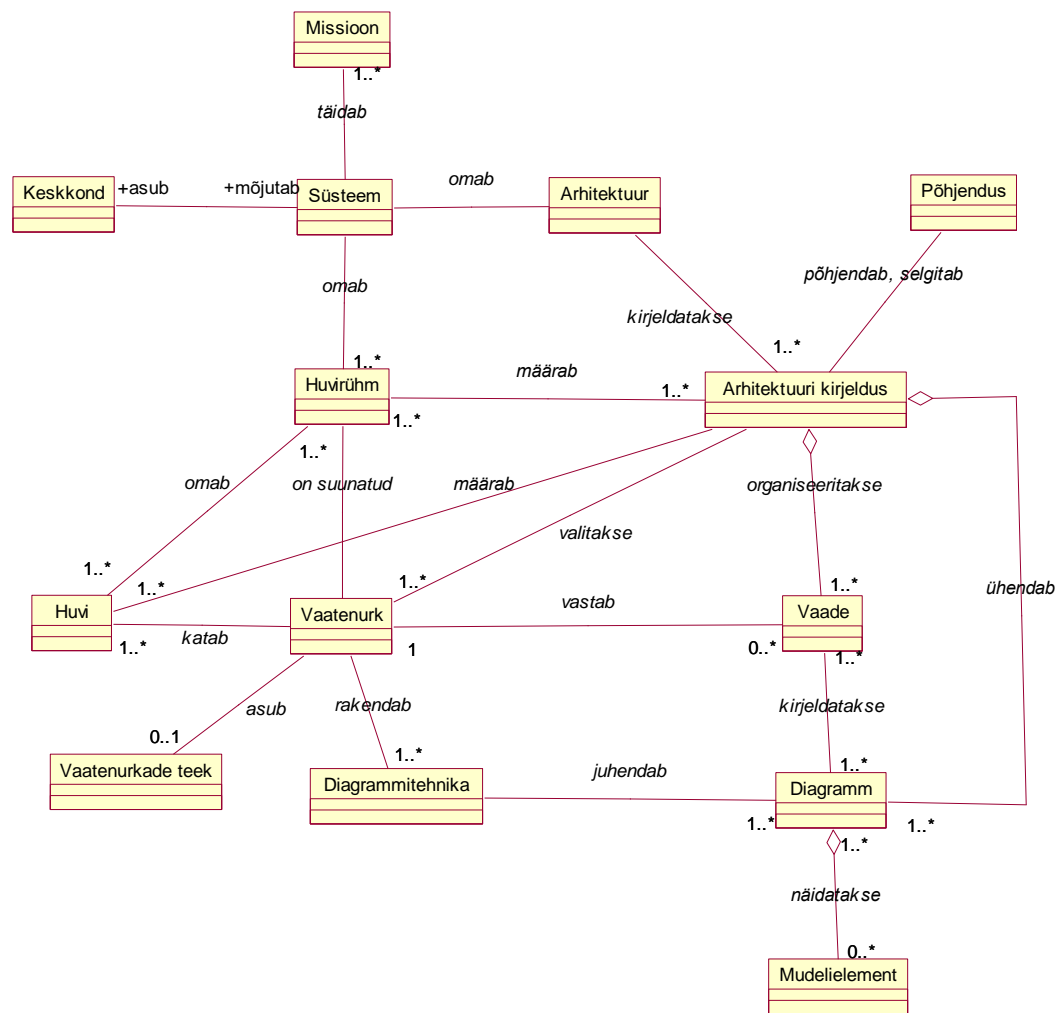 Missioon
1..*
täidab
Keskkond
+asub
+mõjutab
Süsteem
omab
Arhitektuur
Põhjendus
omab
põhjendab, selgitab
kirjeldatakse
1..*
1..*
Huvirühm
määrab
1..*
Arhitektuuri kirjeldus
1..*
1..*
omab
on suunatud
määrab
organiseeritakse
valitakse
1..*
1..*
1..*
1..*
ühendab
Huvi
Vaatenurk
vastab
Vaade
katab
1..*
1
0..*
1..*
asub
rakendab
kirjeldatakse
0..1
1..*
1..*
Vaatenurkade teek
Diagrammitehnika
juhendab
Diagramm
1..*
1..*
1..*
näidatakse
0..*
Mudelielement